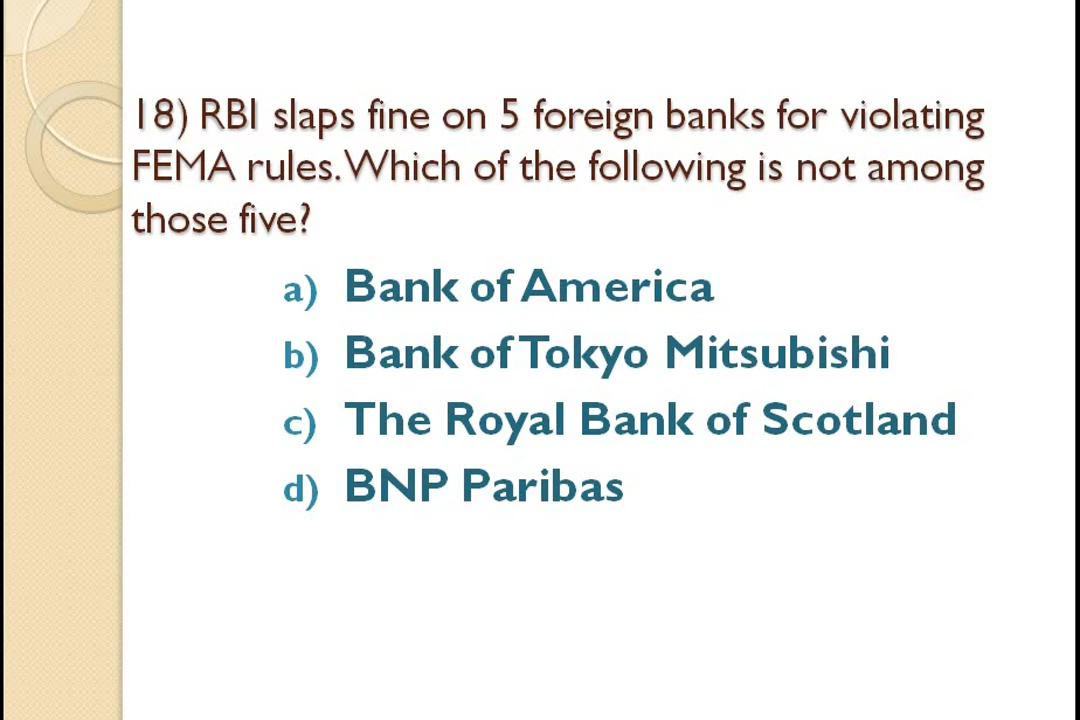 18) RBI slaps fine on 5 foreign banks for violating
FEMA rules. Which of the following is not among
those five?
a) Bank of America
b) Bank of Tokyo Mitsubishi
c) The Royal Bank of Scotland
d) BNP Paribas